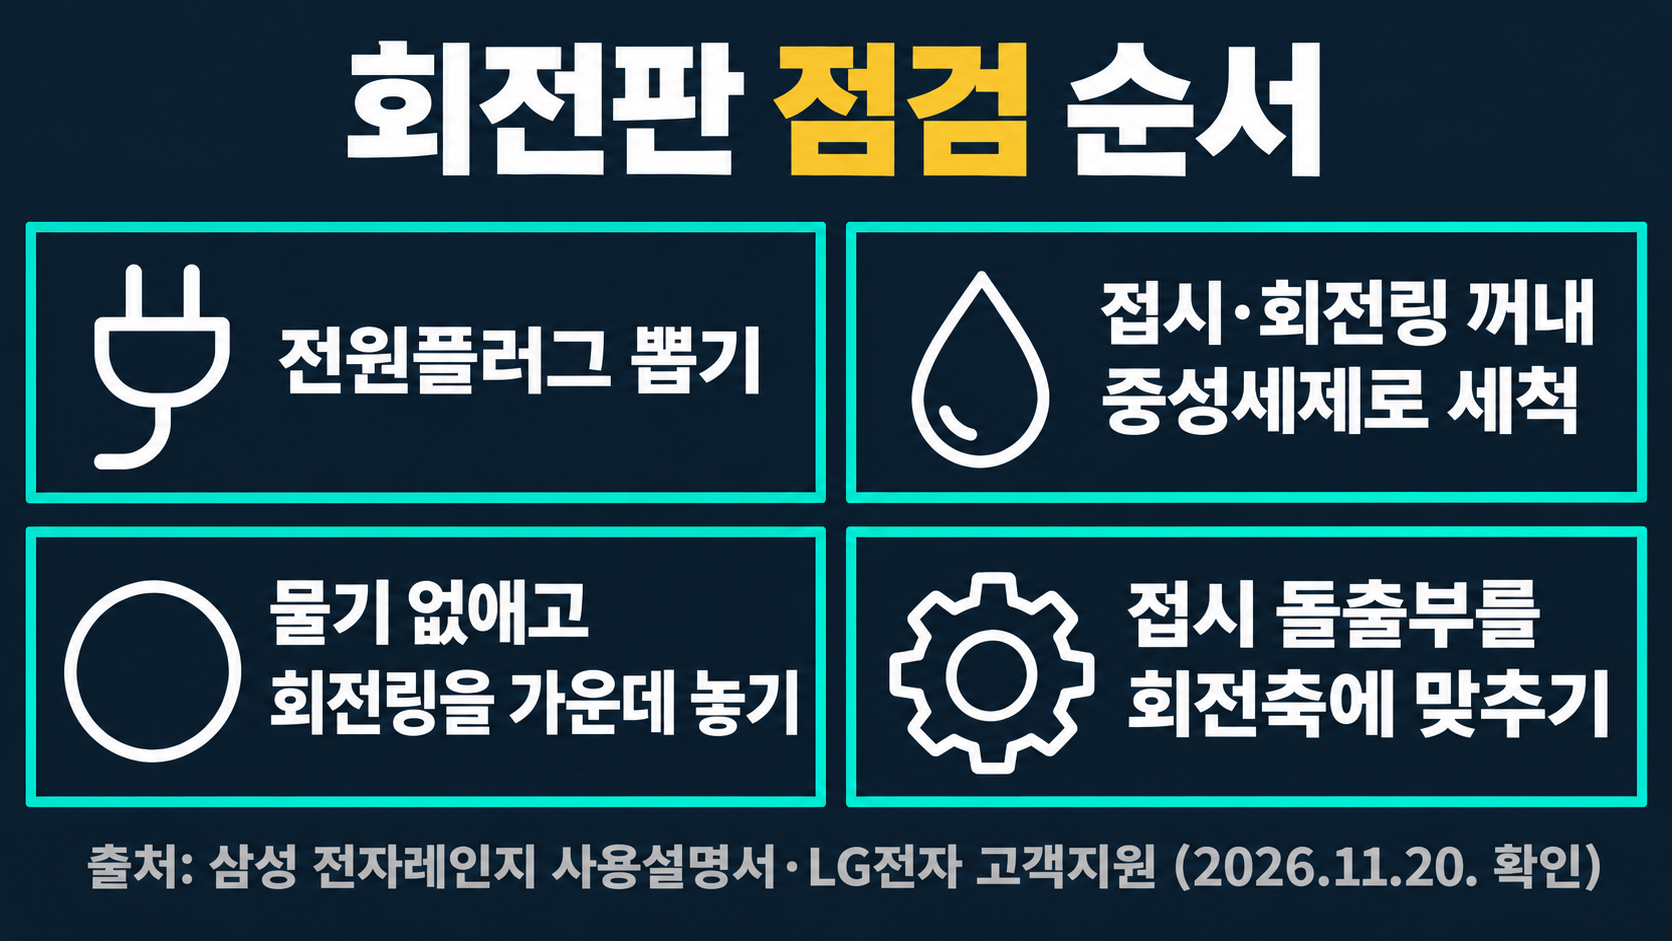 회전판 점검 순서
전원플러그 뽑기
접시·회전링 꺼내
중성세제로 세척
물기 없애고
회전링을 가운데 놓기
접시 돌출부를
회전축에 맞추기
출처: 삼성 전자레인지 사용설명서·LG전자 고객지원 (2026.11.20. 확인)